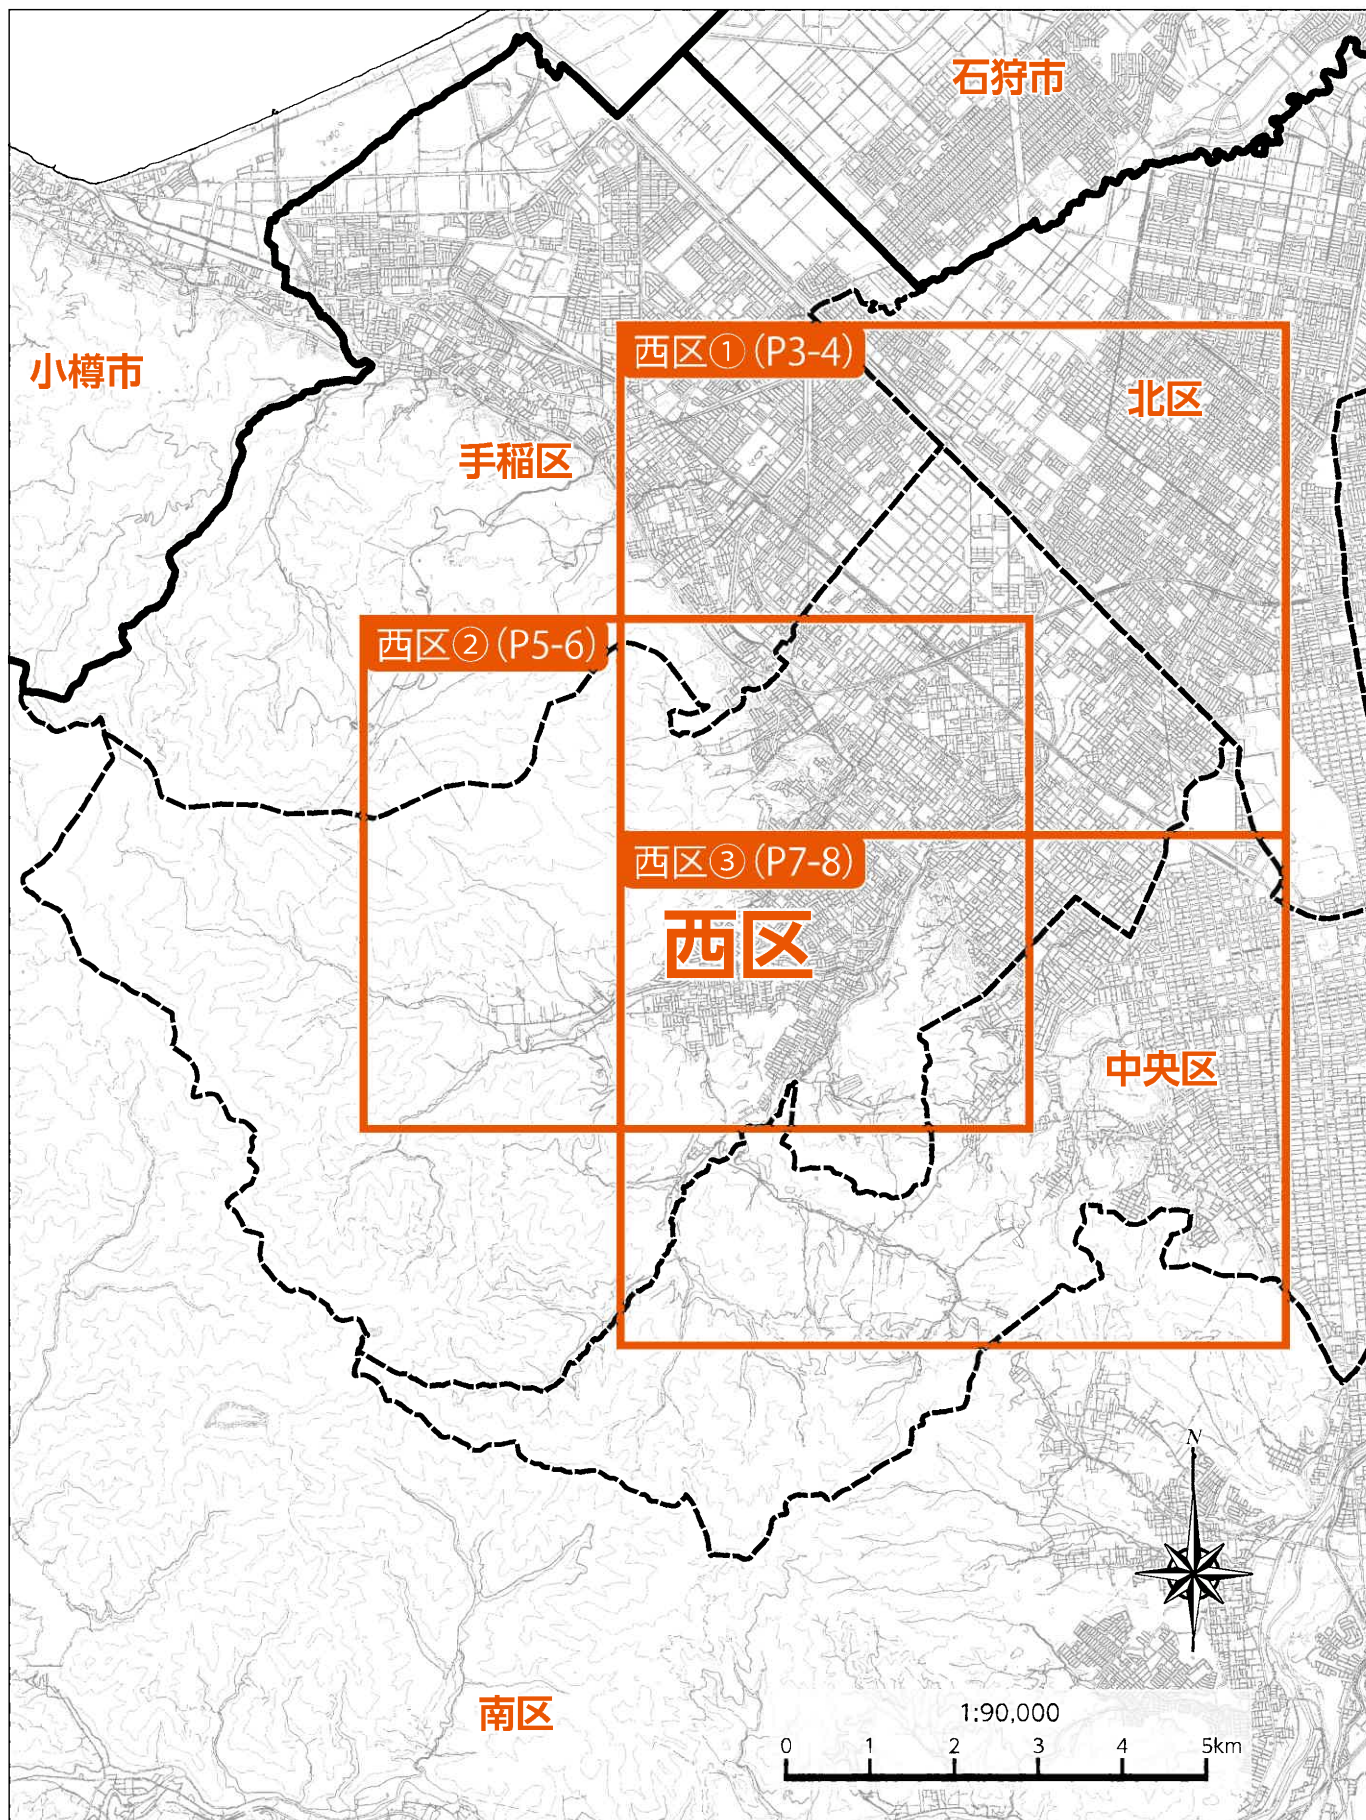 石狩市
西区① (P3-4)
小樽市
北区
手稲区
西区② (P5-6)
西区③ (P7-8)
西区
中央区
N
南区
1:90,000
0 1 2 3 4 5km